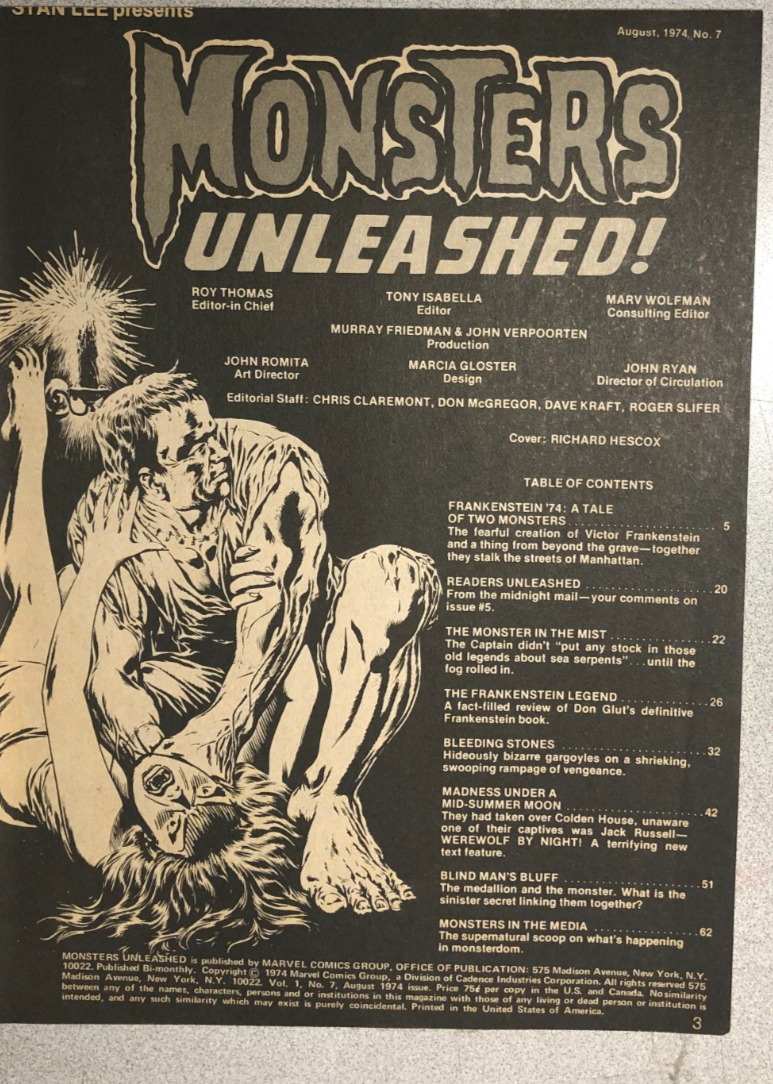 STAN LEE presents
August, 1974, No. 7
MONSTERS
UNLEASHED!
ROY THOMAS
Editor-in Chief
TONY ISABELLA
Editor
MARV WOLFMAN
Consulting Editor
MURRAY FRIEDMAN & JOHN VERPOORTEN
Production
JOHN ROMITA
Art Director
MARCIA GLOSTER
Design
JOHN RYAN
Director of Circulation
Editorial Staff: CHRIS CLAREMONT, DON McGREGOR, DAVE KRAFT, ROGER SLIFER
Cover: RICHARD HESCOX
TABLE OF CONTENTS
FRANKENSTEIN '74: A TALE
OF TWO MONSTERS . . . . . . . . . . . . . . . . . . . . . 5
The fearful creation of Victor Frankenstein
and a thing from beyond the grave—together
they stalk the streets of Manhattan.
READERS UNLEASHED . . . . . . . . . . . . . . . . . 20
From the midnight mail—your comments on
issue #5.
THE MONSTER IN THE MIST . . . . . . . . . . . . . 22
The Captain didn't "put any stock in those
old legends about sea serpents" . . . until the
fog rolled in.
THE FRANKENSTEIN LEGEND . . . . . . . . . . . . 26
A fact-filled review of Don Glut's definitive
Frankenstein book.
BLEEDING STONES . . . . . . . . . . . . . . . . . . . . 32
Hideously bizarre gargoyles on a shrieking,
swooping rampage of vengeance.
MADNESS UNDER A
MID-SUMMER MOON . . . . . . . . . . . . . . . . . . . 42
They had taken over Colden House, unaware
one of their captives was Jack Russell—
WEREWOLF BY NIGHT! A terrifying new
text feature.
BLIND MAN'S BLUFF . . . . . . . . . . . . . . . . . . . 51
The medallion and the monster. What is the
sinister secret linking them together?
MONSTERS IN THE MEDIA . . . . . . . . . . . . . . . 62
The supernatural scoop on what's happening
in monsterdom.
MONSTERS UNLEASHED is published by MARVEL COMICS GROUP, OFFICE OF PUBLICATION: 575 Madison Avenue, New York, N.Y.
10022. Published Bi-monthly. Copyright © 1974 Marvel Comics Group, a Division of Cadence Industries Corporation. All rights reserved 575
Madison Avenue, New York, N.Y. 10022. Vol. 1, No. 7, August 1974 issue. Price 75¢ per copy in the U.S. and Canada. No similarity
between any of the names, characters, persons and or institutions in this magazine with those of any living or dead person or institution is
intended, and any such similarity which may exist is purely coincidental. Printed in the United States of America.
3